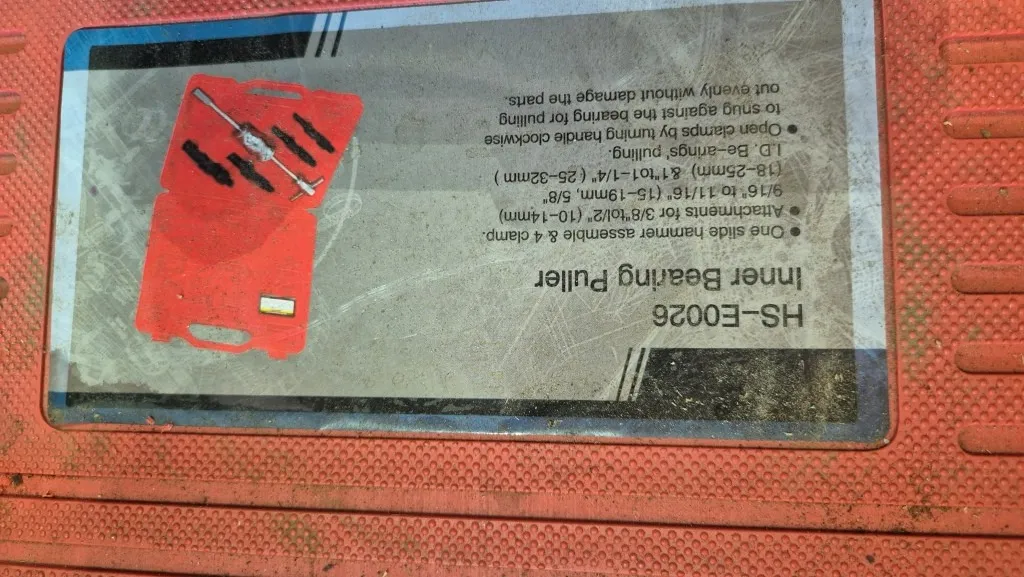 HS-E0026
Inner Bearing Puller
● One slide hammer assemble & 4 clamp.
● Attachments for 3/8"tol/2" (10-14mm)
9/16" to 11/16" (15-19mm, 5/8"
(18-25mm) &1"to1-1/4" ( 25-32mm )
I.D. Be-arings' pulling.
● Open clamps by turning handle clockwise
to snug against the bearing for pulling
out evenly without damage the parts.